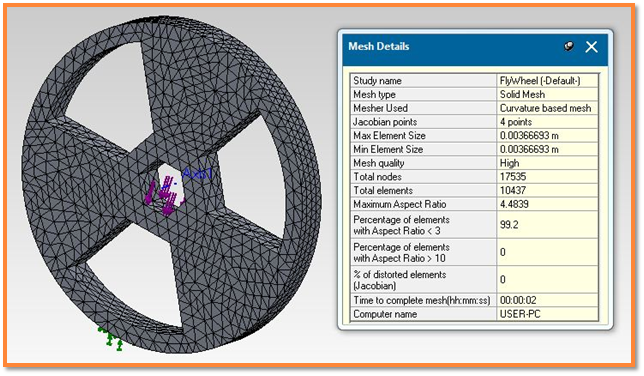 Mesh Details
Study name FlyWheel (-Default-)
Mesh type Solid Mesh
Mesher Used Curvature based mesh
Jacobian points 4 points
Max Element Size 0.00366693 m
Min Element Size 0.00366693 m
Mesh quality High
Total nodes 17535
Total elements 10437
Maximum Aspect Ratio 4.4839
Percentage of elements
with Aspect Ratio < 3 99.2
Percentage of elements
with Aspect Ratio > 10 0
% of distorted elements
(Jacobian) 0
Time to complete mesh(hh:mm:ss) 00:00:02
Computer name USER-PC